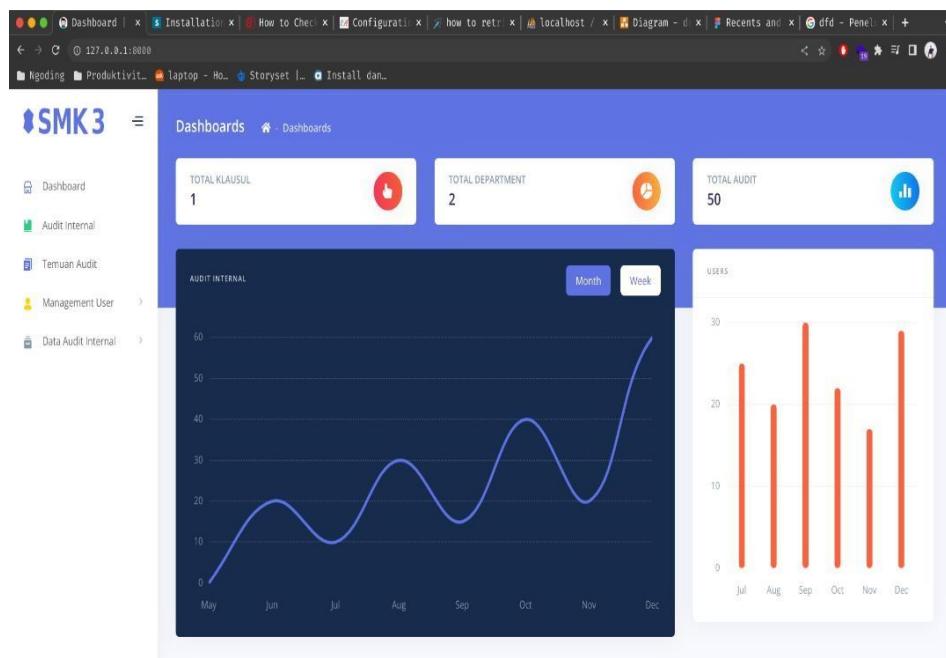 Dashboard |
Installation
How to Chec
Configuratio
how to retri
localhost /
Diagram - d
Recents and
dfd - Penel
127.0.0.1:8000
Ngoding
Produktivit…
laptop - Ho…
Storyset |…
Install dan…
SMK 3
Dashboards - Dashboards
Dashboard
Audit Internal
Temuan Audit
Management User
Data Audit Internal
TOTAL KLAUSUL
1
TOTAL DEPARTMENT
2
TOTAL AUDIT
50
AUDIT INTERNAL
Month
Week
60
50
40
30
20
10
0
May Jun Jul Aug Sep Oct Nov Dec
USERS
30
20
10
0
Jul Aug Sep Oct Nov Dec